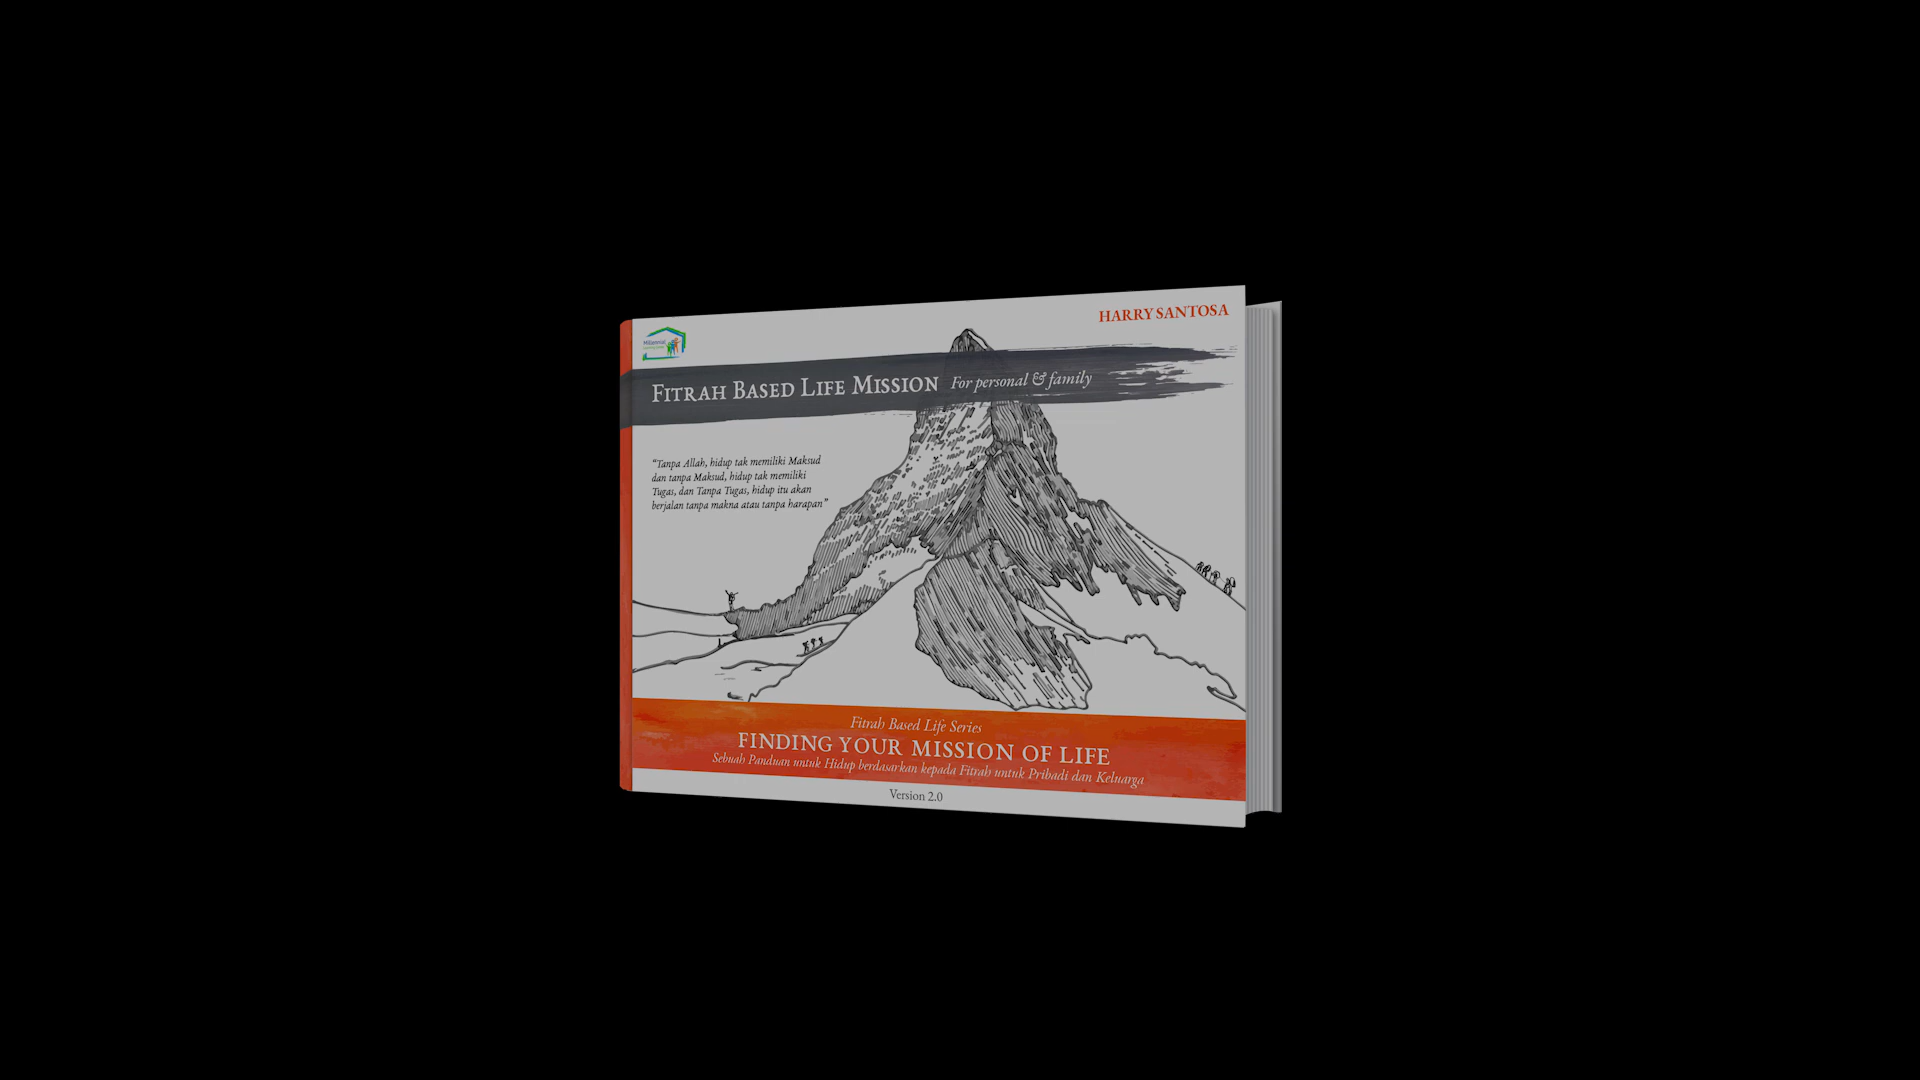 HARRY SANTOSA
Millennial
FITRAH BASED LIFE MISSION For personal & family
“Tanpa Allah, hidup tak memiliki Maksud
dan tanpa Maksud, hidup tak memiliki
Tugas, dan Tanpa Tugas, hidup itu akan
berjalan tanpa makna atau tanpa harapan”
Fitrah Based Life Series
FINDING YOUR MISSION OF LIFE
Sebuah Panduan untuk Hidup berdasarkan kepada Fitrah untuk Pribadi dan Keluarga
Version 2.0